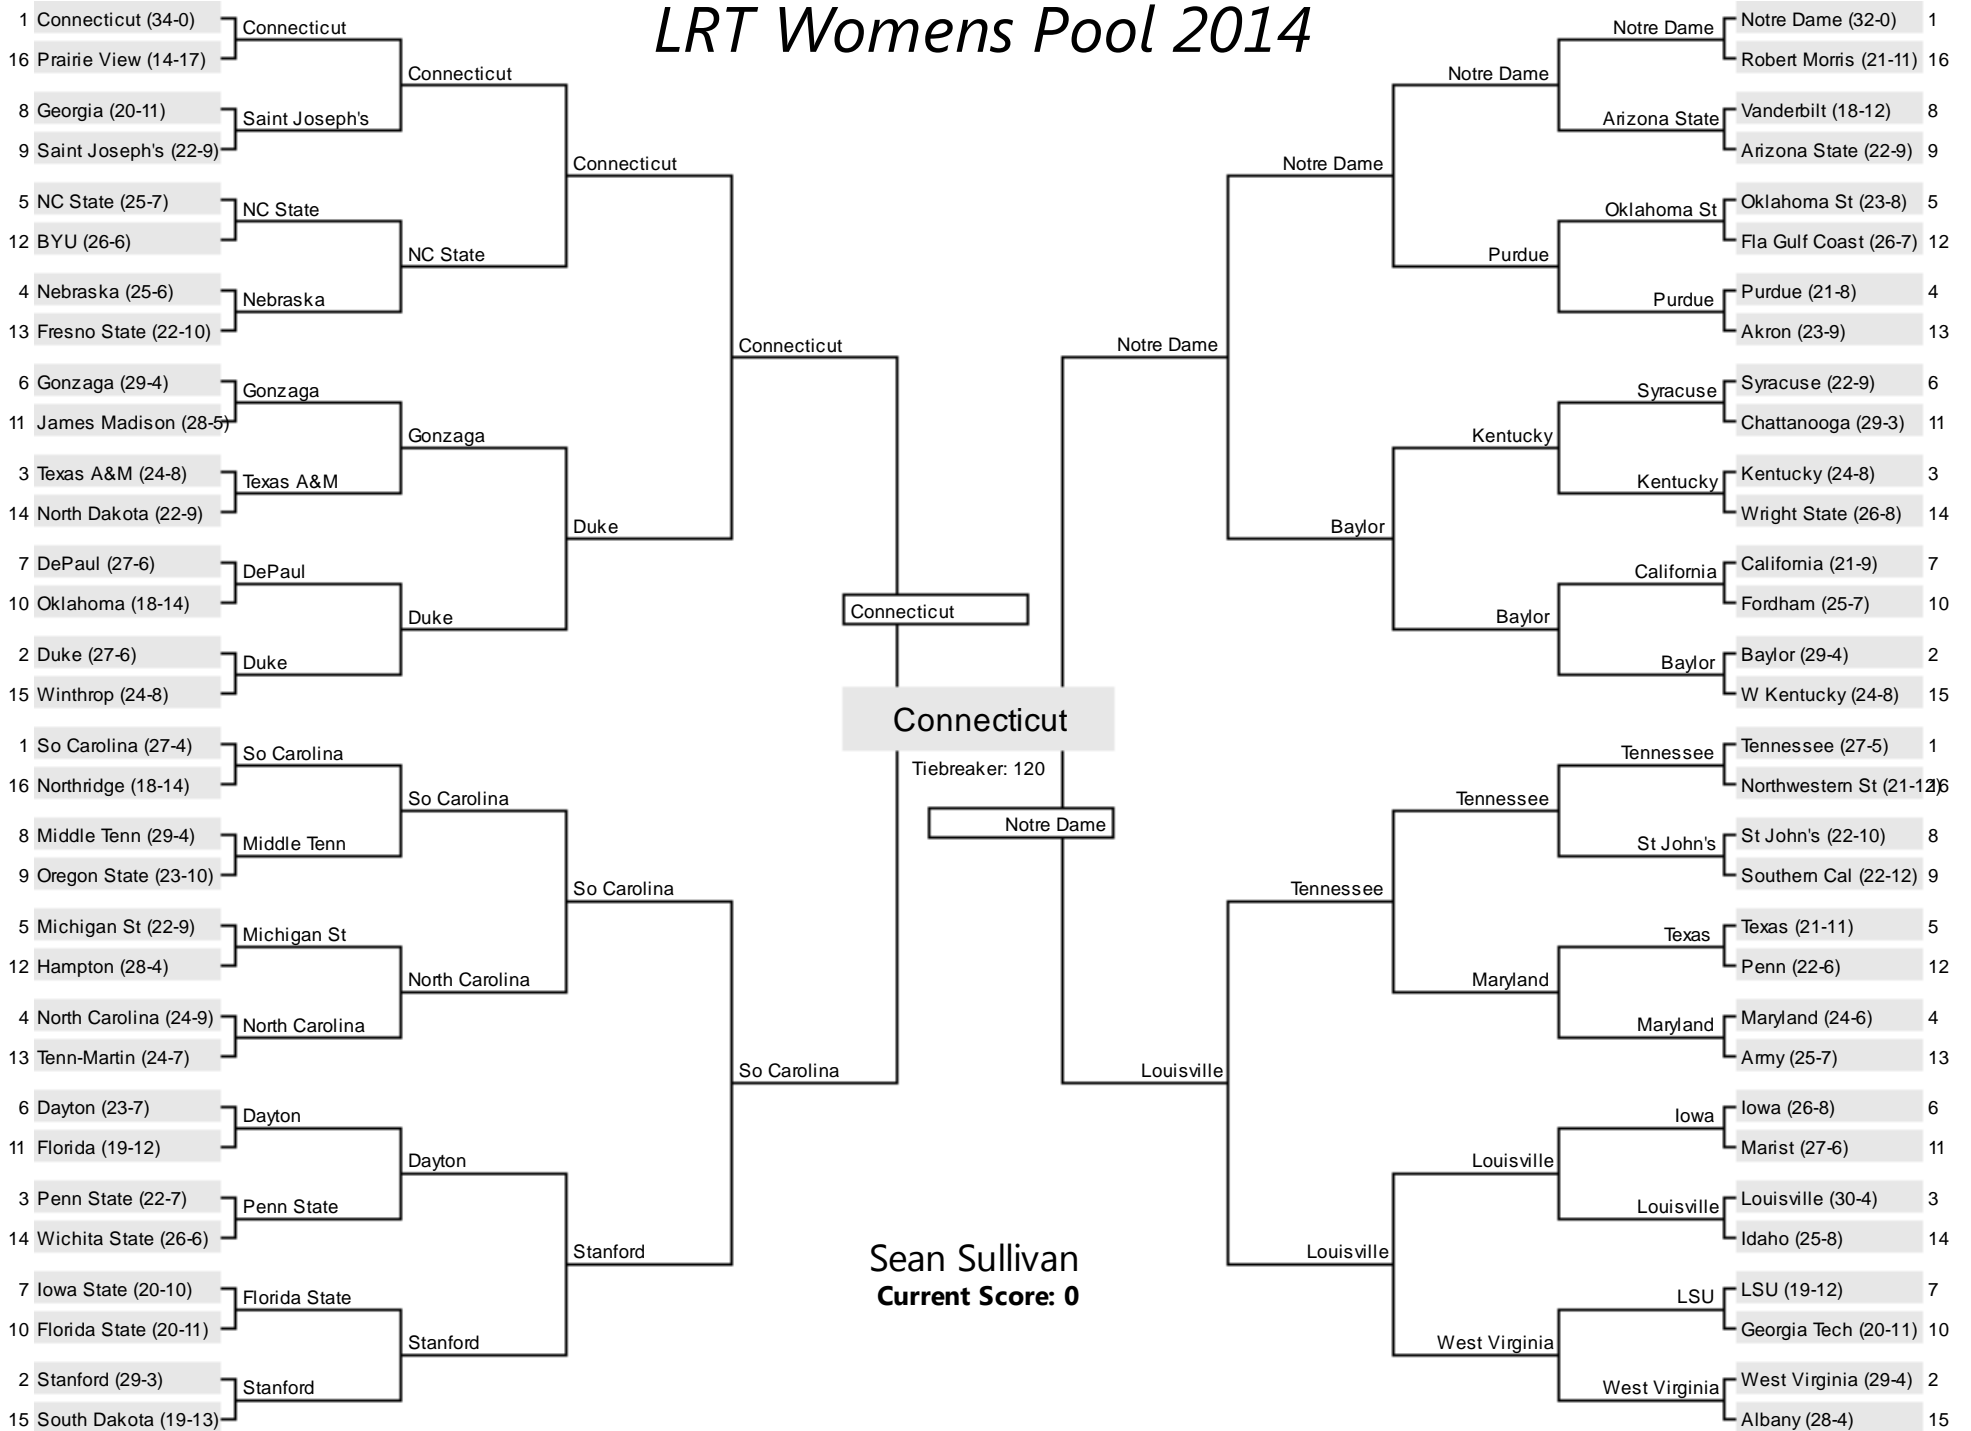 LRT Womens Pool 2014
1 Connecticut (34-0)
16 Prairie View (14-17)
8 Georgia (20-11)
9 Saint Joseph's (22-9)
5 NC State (25-7)
12 BYU (26-6)
4 Nebraska (25-6)
13 Fresno State (22-10)
6 Gonzaga (29-4)
11 James Madison (28-5)
3 Texas A&M (24-8)
14 North Dakota (22-9)
7 DePaul (27-6)
10 Oklahoma (18-14)
2 Duke (27-6)
15 Winthrop (24-8)
1 So Carolina (27-4)
16 Northridge (18-14)
8 Middle Tenn (29-4)
9 Oregon State (23-10)
5 Michigan St (22-9)
12 Hampton (28-4)
4 North Carolina (24-9)
13 Tenn-Martin (24-7)
6 Dayton (23-7)
11 Florida (19-12)
3 Penn State (22-7)
14 Wichita State (26-6)
7 Iowa State (20-10)
10 Florida State (20-11)
2 Stanford (29-3)
15 South Dakota (19-13)
Connecticut
Saint Joseph's
NC State
Nebraska
Gonzaga
Texas A&M
DePaul
Duke
So Carolina
Middle Tenn
Michigan St
North Carolina
Dayton
Penn State
Florida State
Stanford
Connecticut
NC State
Gonzaga
Duke
So Carolina
North Carolina
Dayton
Stanford
Connecticut
Duke
So Carolina
Stanford
Connecticut
So Carolina
Connecticut
Connecticut
Tiebreaker: 120
Notre Dame
Sean Sullivan
Current Score: 0
Notre Dame
Louisville
Notre Dame
Baylor
Tennessee
Louisville
Notre Dame
Purdue
Kentucky
Baylor
Tennessee
Maryland
Louisville
West Virginia
Notre Dame
Arizona State
Oklahoma St
Purdue
Syracuse
Kentucky
California
Baylor
Tennessee
St John's
Texas
Maryland
Iowa
Louisville
LSU
West Virginia
Notre Dame (32-0) 1
Robert Morris (21-11) 16
Vanderbilt (18-12) 8
Arizona State (22-9) 9
Oklahoma St (23-8) 5
Fla Gulf Coast (26-7) 12
Purdue (21-8) 4
Akron (23-9) 13
Syracuse (22-9) 6
Chattanooga (29-3) 11
Kentucky (24-8) 3
Wright State (26-8) 14
California (21-9) 7
Fordham (25-7) 10
Baylor (29-4) 2
W Kentucky (24-8) 15
Tennessee (27-5) 1
Northwestern St (21-12) 16
St John's (22-10) 8
Southern Cal (22-12) 9
Texas (21-11) 5
Penn (22-6) 12
Maryland (24-6) 4
Army (25-7) 13
Iowa (26-8) 6
Marist (27-6) 11
Louisville (30-4) 3
Idaho (25-8) 14
LSU (19-12) 7
Georgia Tech (20-11) 10
West Virginia (29-4) 2
Albany (28-4) 15